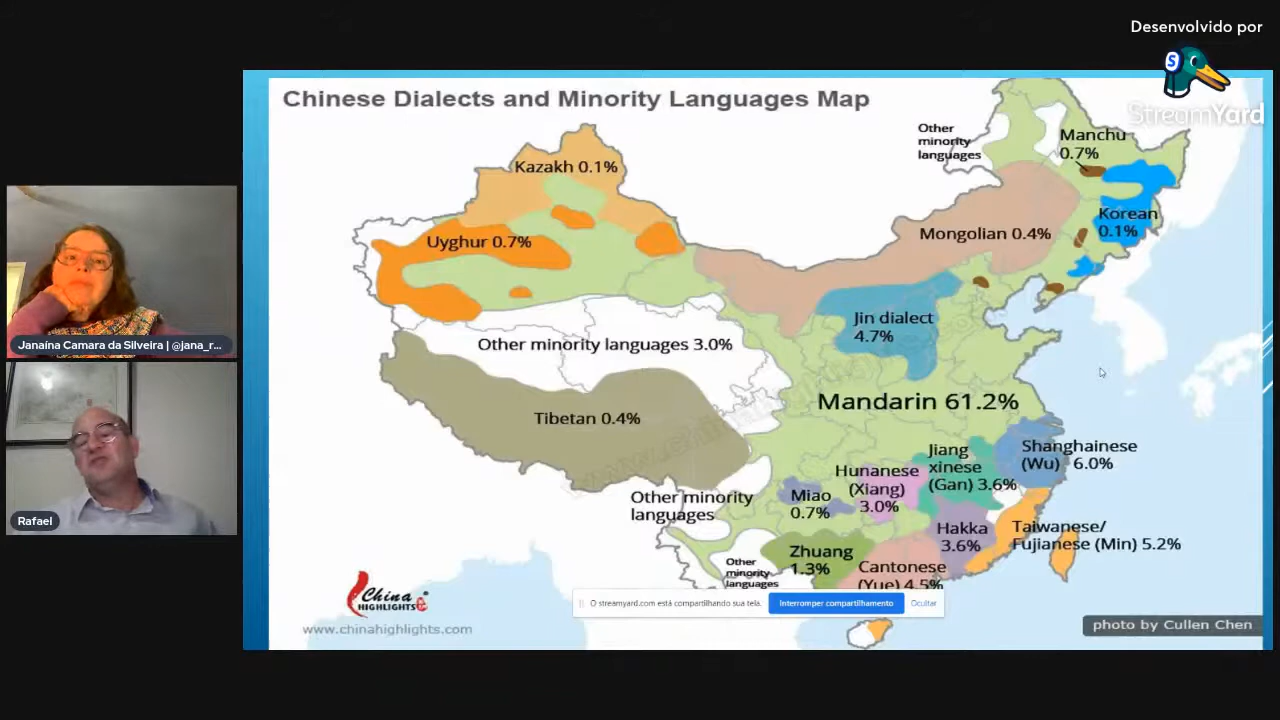 Desenvolvido por
StreamYard
Chinese Dialects and Minority Languages Map
Other
minority
languages
Manchu
0.7%
Kazakh 0.1%
Korean
0.1%
Uyghur 0.7%
Mongolian 0.4%
Jin dialect
4.7%
Other minority languages 3.0%
Mandarin 61.2%
Tibetan 0.4%
Shanghainese
(Wu) 6.0%
Jiang
xinese
(Gan) 3.6%
Hunanese
(Xiang)
3.0%
Other minority
languages
Miao
0.7%
Hakka
3.6%
Taiwanese/
Fujianese (Min) 5.2%
Zhuang
1.3%
Other
minority
languages
Cantonese
(Yue) 4.5%
China
HIGHLIGHTS
www.chinahighlights.com
photo by Cullen Chen
O streamyard.com está compartilhando sua tela.
Interromper compartilhamento
Ocultar
Janaína Camara da Silveira | @jana_r...
Rafael